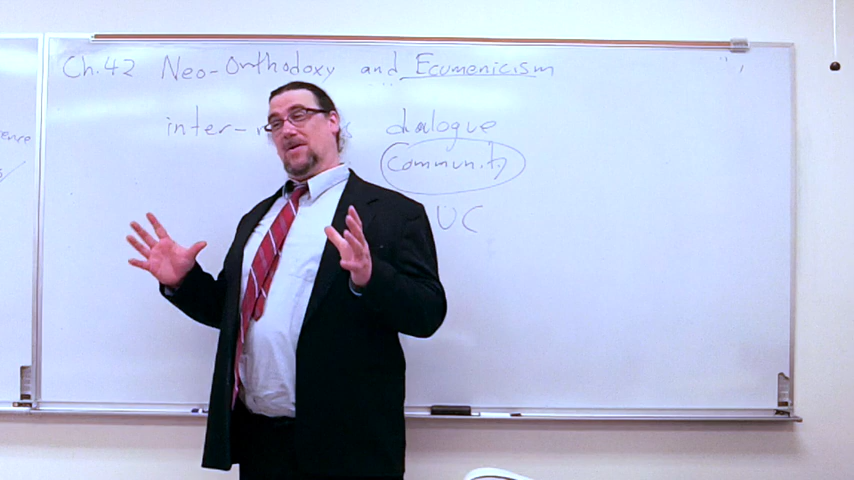 Ch. 42 Neo-Orthodoxy and Ecumenicism
inter- dialogue
Community
UC